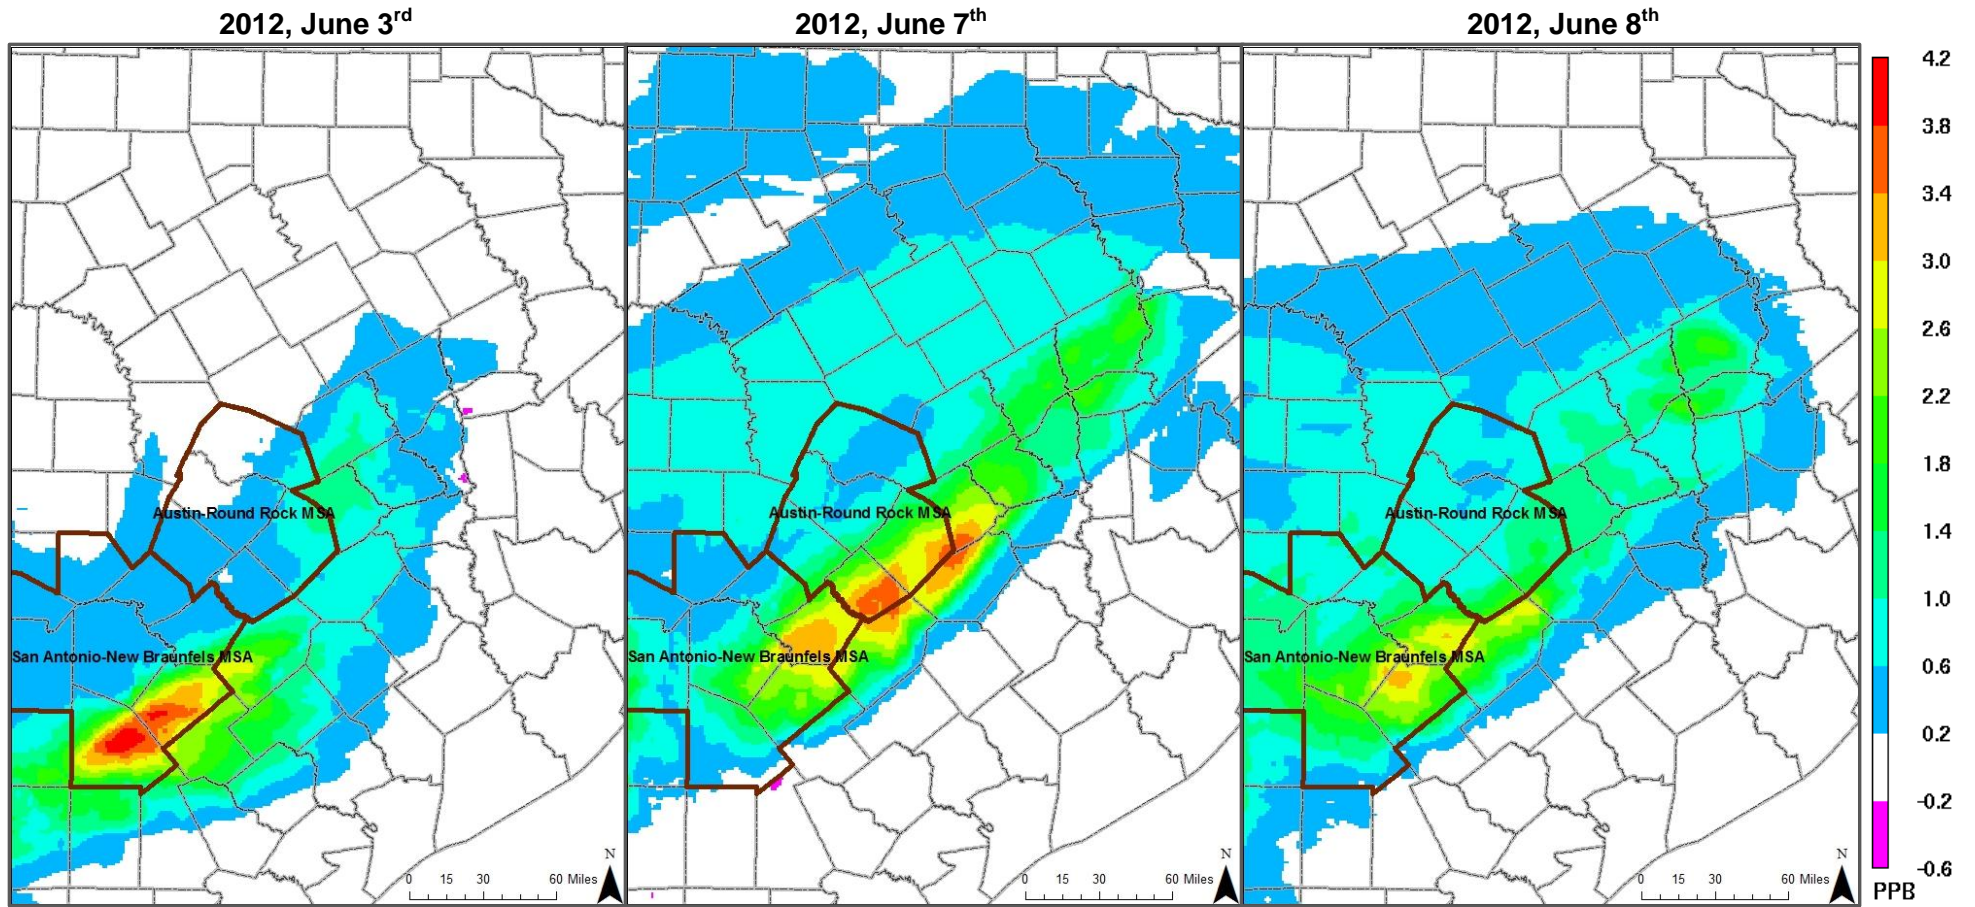 2012, June 3rd
2012, June 7th
2012, June 8th
Austin-Round Rock MSA
San Antonio-New Braunfels MSA
N
0 15 30 60 Miles
Austin-Round Rock MSA
San Antonio-New Braunfels MSA
N
0 15 30 60 Miles
Austin-Round Rock MSA
San Antonio-New Braunfels MSA
N
0 15 30 60 Miles
4.2
3.8
3.4
3.0
2.6
2.2
1.8
1.4
1.0
0.6
0.2
-0.2
-0.6
PPB